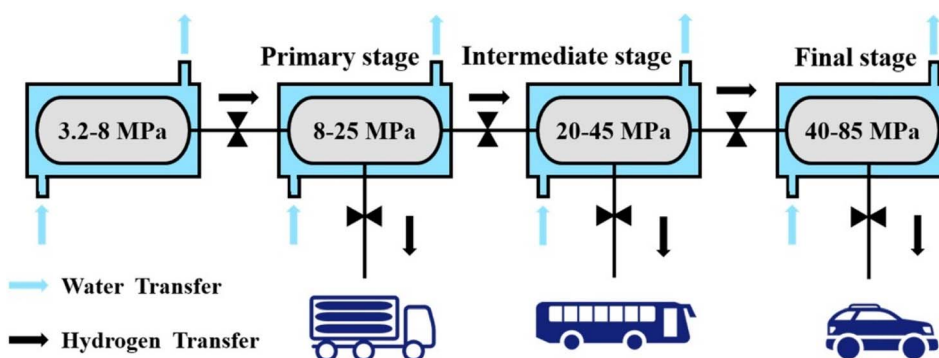 Primary stage
Intermediate stage
Final stage
3.2-8 MPa
8-25 MPa
20-45 MPa
40-85 MPa
Water Transfer
Hydrogen Transfer